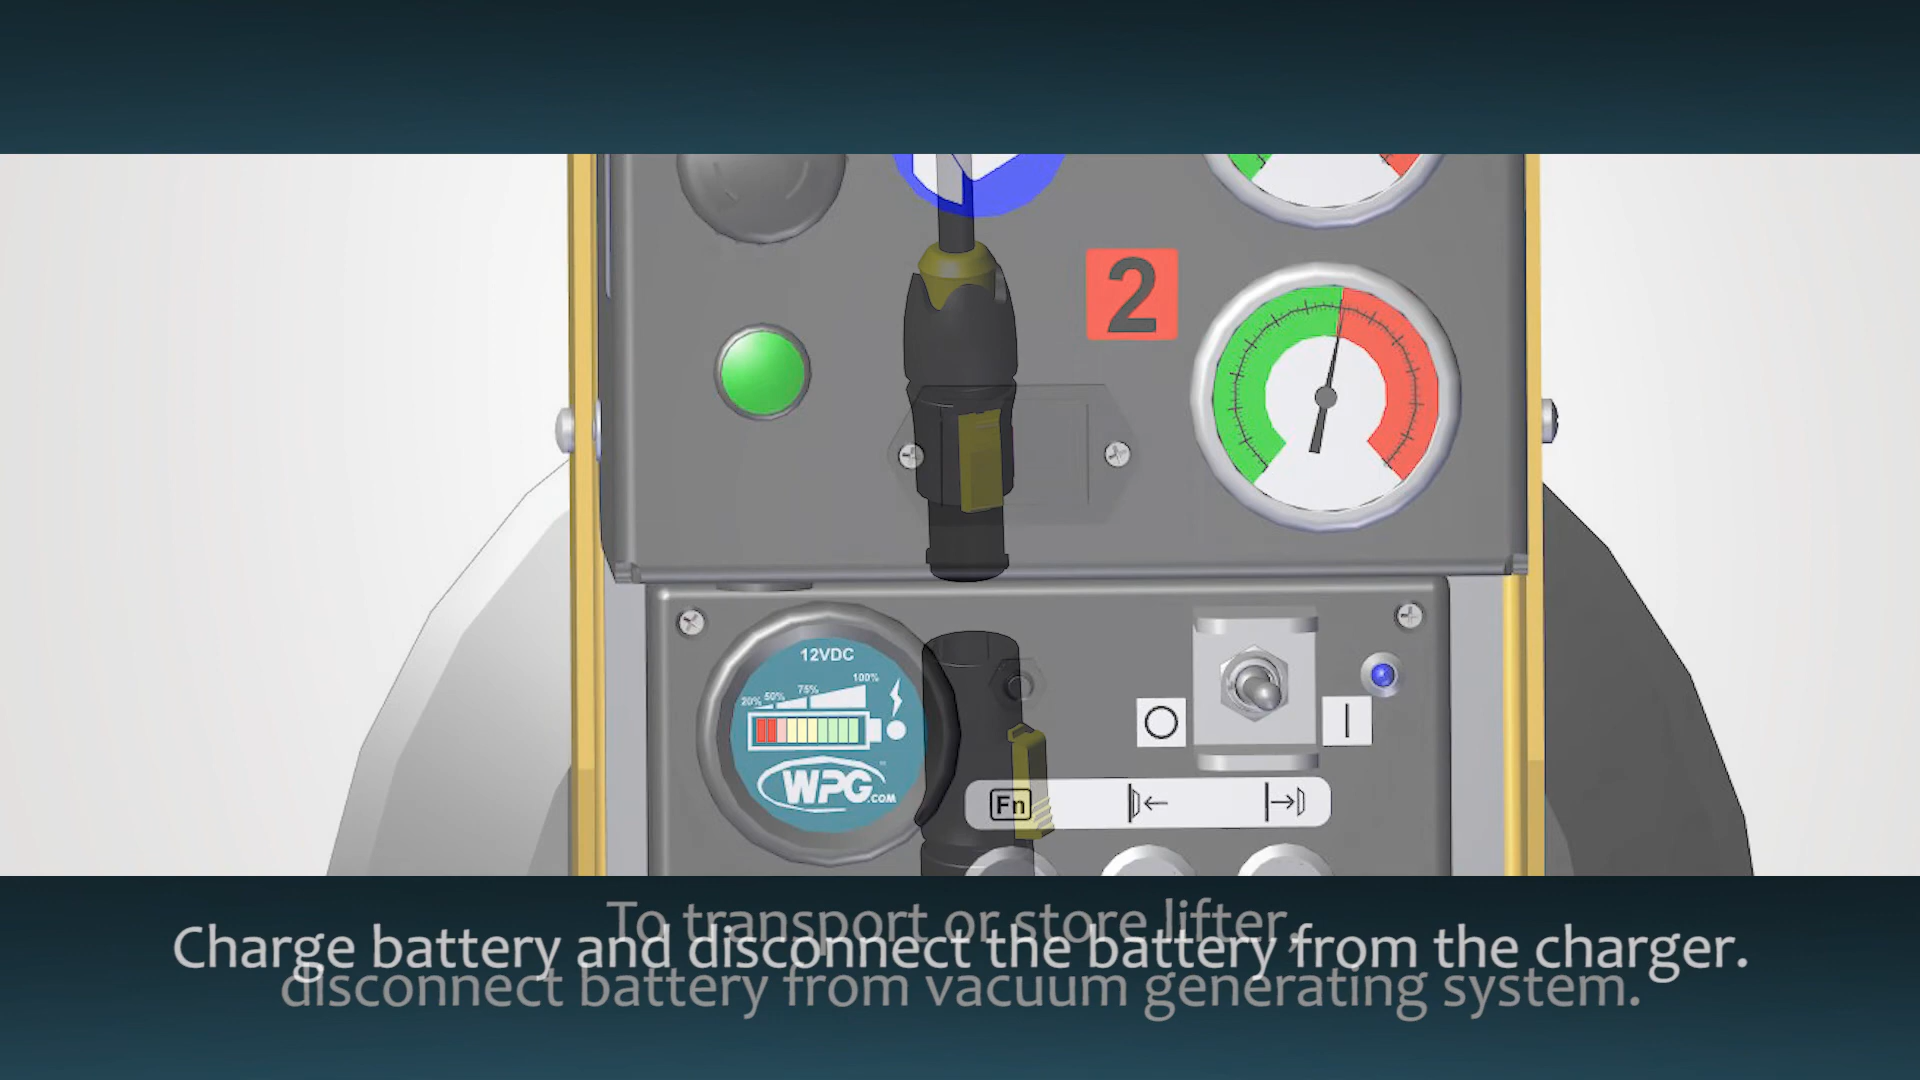 2
12VDC
20% 50% 75% 100%
WPG.COM
O
I
Fn
To transport or store lifter,
Charge battery and disconnect the battery from the charger.
disconnect battery from vacuum generating system.